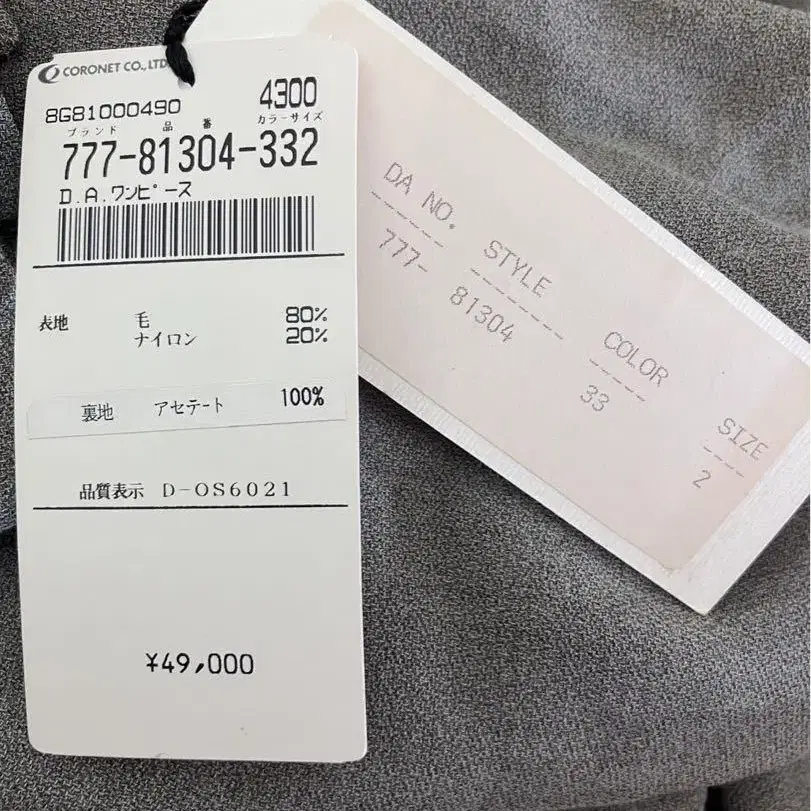 CORONET CO., LTD
8G81000490 4300
ブランド 品 番 カラーサイズ
777-81304-332
D.A.ワンピース
表地 毛 80%
ナイロン 20%
裏地 アセテート 100%
品質表示 D-OS6021
¥49,000
DA NO. STYLE COLOR SIZE
777- 81304 33 2